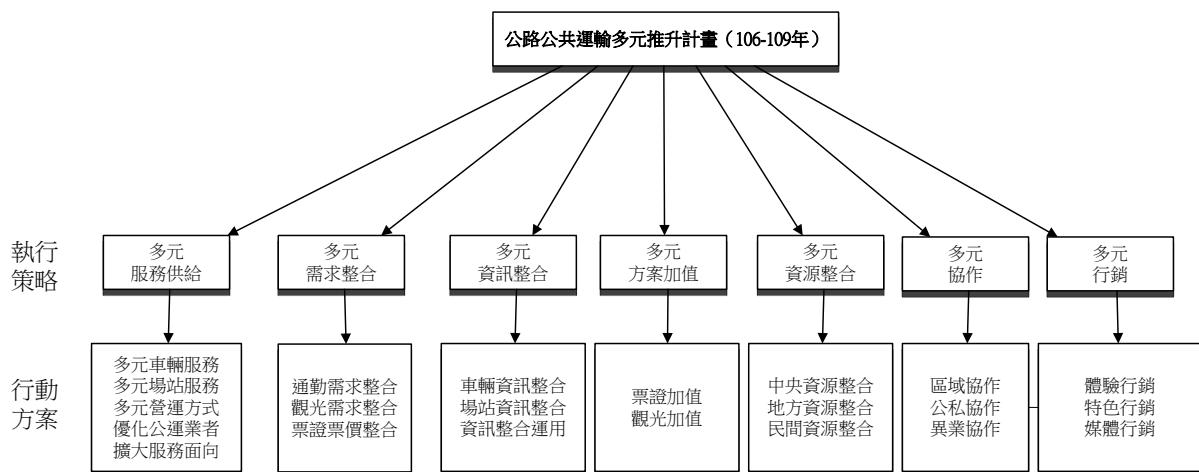 公路公共運輸多元推升計畫（106-109年）
執行
策略
多元
服務供給
多元
需求整合
多元
資訊整合
多元
方案加值
多元
資源整合
多元
協作
多元
行銷
行動
方案
多元車輛服務
多元場站服務
多元營運方式
優化公運業者
擴大服務面向
通勤需求整合
觀光需求整合
票證票價整合
車輛資訊整合
場站資訊整合
資訊整合運用
票證加值
觀光加值
中央資源整合
地方資源整合
民間資源整合
區域協作
公私協作
異業協作
體驗行銷
特色行銷
媒體行銷